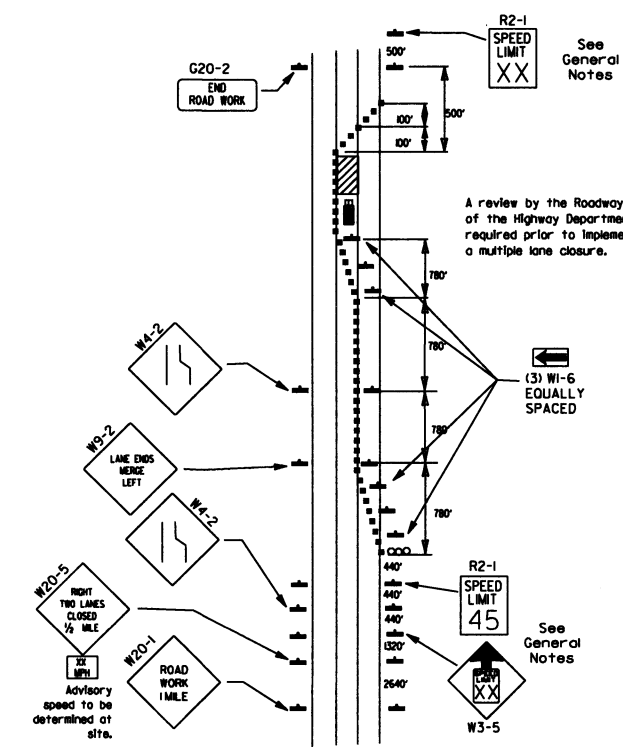 R2-1
SPEED
LIMIT
XX
See
General
Notes
500'
G20-2
END
ROAD WORK
500'
100'
100'
A review by the Roadway
of the Highway Departme
required prior to impleme
a multiple lane closure.
780'
780'
W4-2
(3) W1-6
EQUALLY
SPACED
W9-2
LANE ENDS
MERGE
LEFT
780'
780'
W4-2
440'
R2-1
SPEED
LIMIT
45
440'
440'
W20-5
RIGHT
TWO LANES
CLOSED
1/2 MILE
XX
MPH
Advisory
speed to be
determined at
site.
1320'
See
General
Notes
W20-1
ROAD
WORK
1 MILE
2640'
SPEED
LIMIT
XX
W3-5